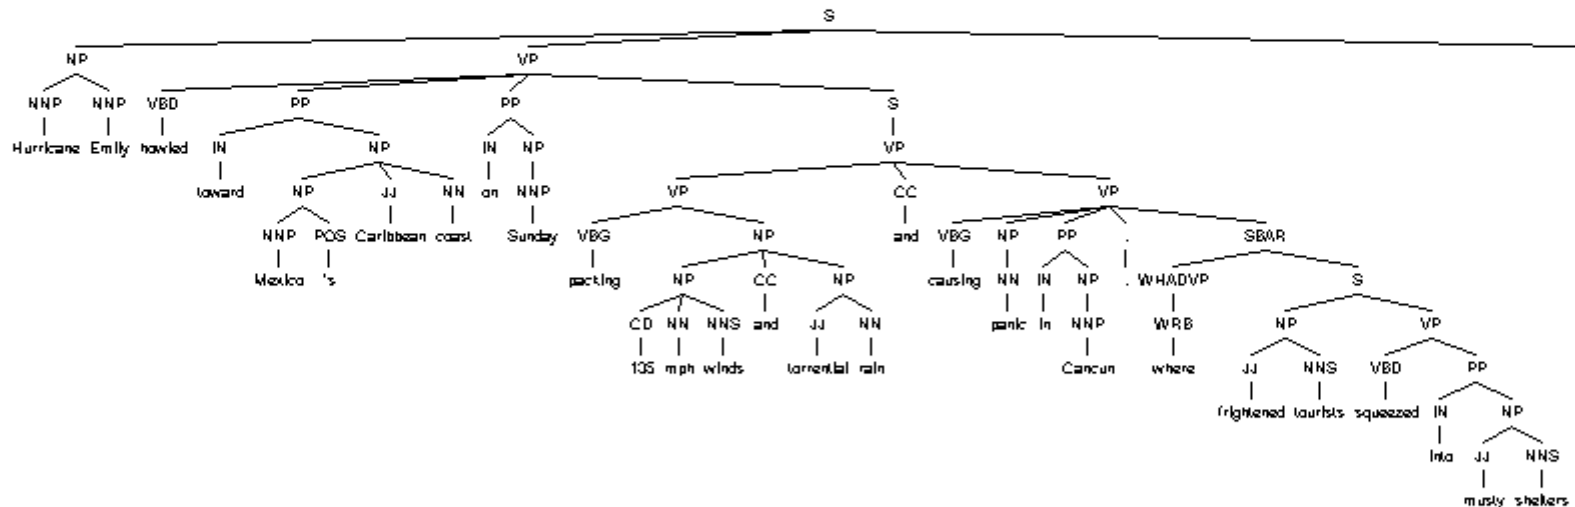 S
NP VP
NNP NNP VBD PP PP S
Hurricane Emily howled IN NP IN NP VP
toward NP JJ NN on NNP VP CC VP
NNP POS Caribbean coast Sunday VBG NP and VBG NP PP , SBAR
Mexico 's packing NP CC NP causing NN IN NP , WHADVP S
CD NN NNS and JJ NN panic in NNP WRB NP VP
135 mph winds torrential rain Cancun where JJ NNS VBD PP
frightened tourists squeezed IN NP
into JJ NNS
musty shelters